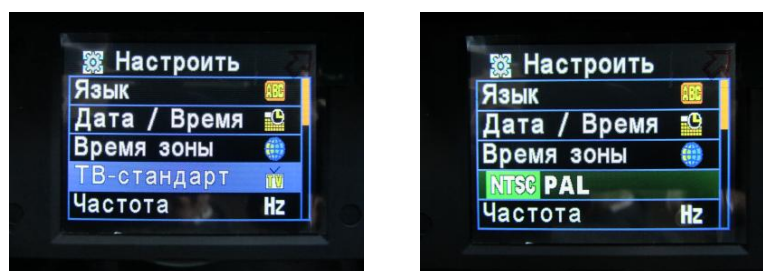 Настроить
Язык ABC
Дата / Время
Время зоны
ТВ-стандарт TV
Частота Hz
Настроить
Язык ABC
Дата / Время
Время зоны
NTSC PAL
Частота Hz